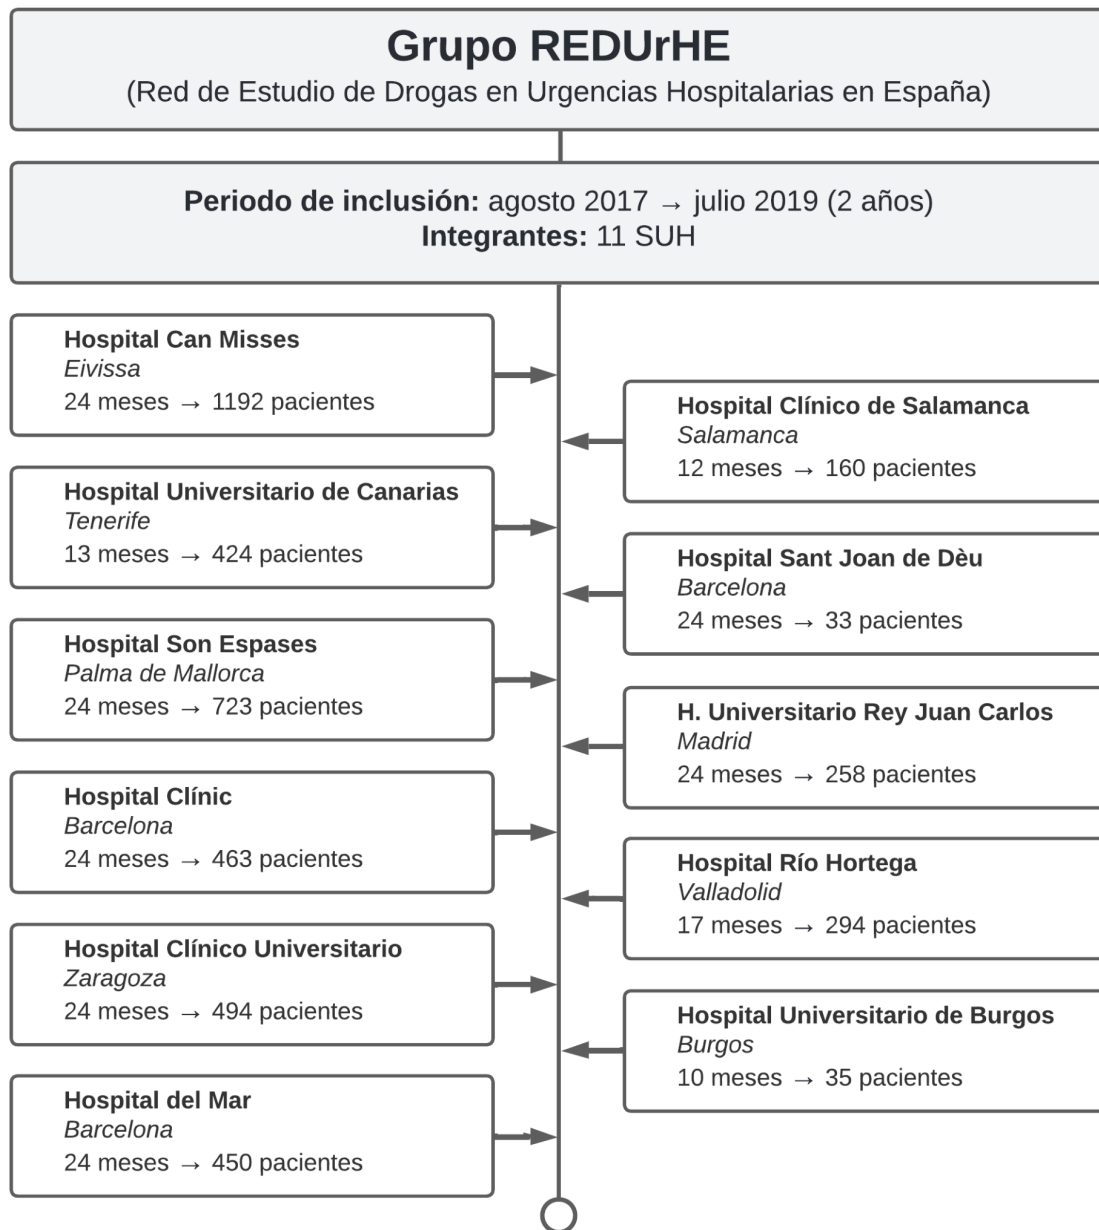 Grupo REDUrHE
(Red de Estudio de Drogas en Urgencias Hospitalarias en España)
Periodo de inclusión: agosto 2017 → julio 2019 (2 años)
Integrantes: 11 SUH
Hospital Can Misses
Eivissa
24 meses → 1192 pacientes
Hospital Universitario de Canarias
Tenerife
13 meses → 424 pacientes
Hospital Son Espases
Palma de Mallorca
24 meses → 723 pacientes
Hospital Clínic
Barcelona
24 meses → 463 pacientes
Hospital Clínico Universitario
Zaragoza
24 meses → 494 pacientes
Hospital del Mar
Barcelona
24 meses → 450 pacientes
Hospital Clínico de Salamanca
Salamanca
12 meses → 160 pacientes
Hospital Sant Joan de Dèu
Barcelona
24 meses → 33 pacientes
H. Universitario Rey Juan Carlos
Madrid
24 meses → 258 pacientes
Hospital Río Hortega
Valladolid
17 meses → 294 pacientes
Hospital Universitario de Burgos
Burgos
10 meses → 35 pacientes